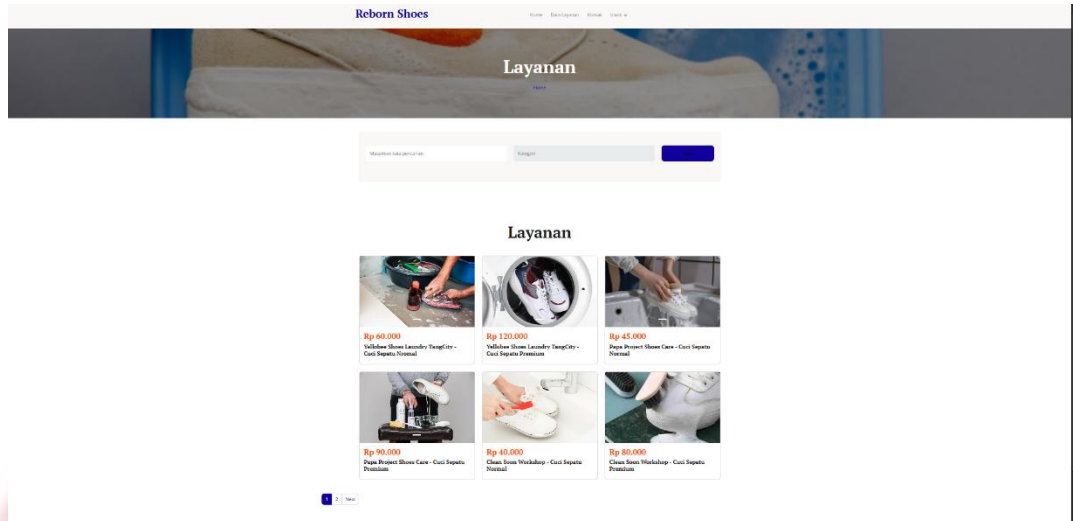 Reborn Shoes
Home
Kontak
Layanan
Home
Masukkan kata pencarian
Kategori
Layanan
Rp 60.000
Yellobee Shoes Laundry TangCity -
Cuci Sepatu Normal
Rp 120.000
Yellobee Shoes Laundry TangCity -
Cuci Sepatu Premium
Rp 45.000
Papa Project Shoes Care - Cuci Sepatu
Normal
Rp 90.000
Papa Project Shoes Care - Cuci Sepatu
Premium
Rp 40.000
Clean Soon Workshop - Cuci Sepatu
Normal
Rp 80.000
Clean Soon Workshop - Cuci Sepatu
Premium
1 2 Next